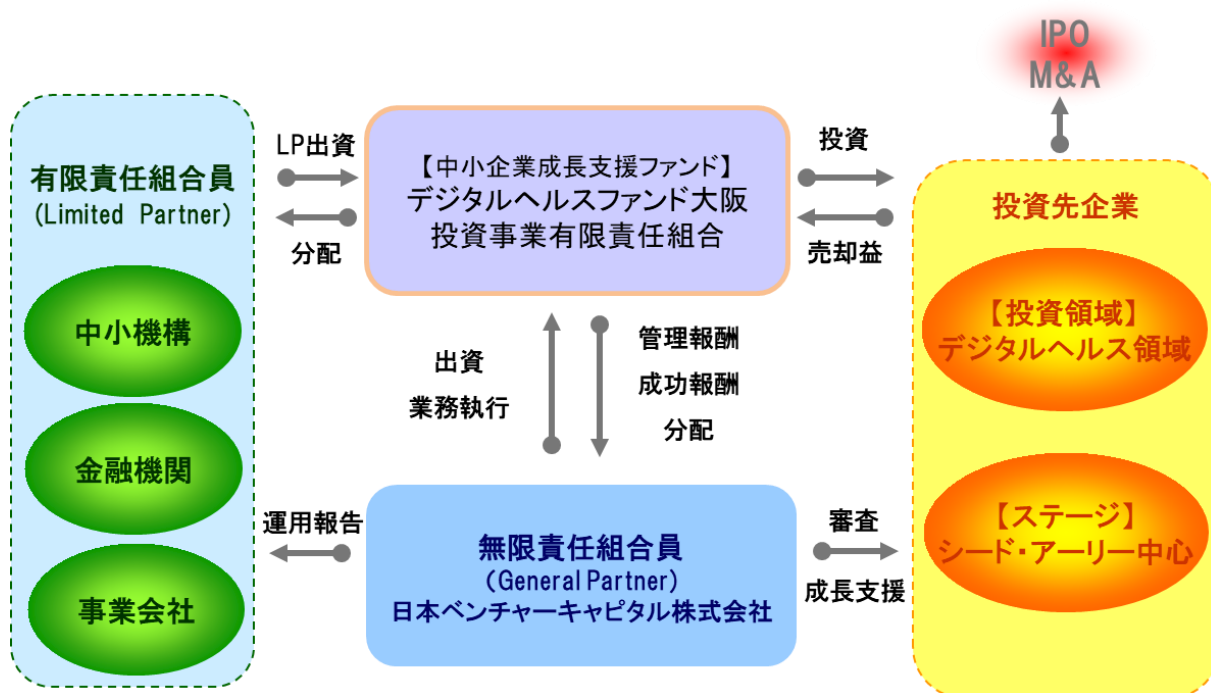 IPO
M&A
有限責任組合員
(Limited Partner)
中小機構
金融機関
事業会社
LP出資
分配
【中小企業成長支援ファンド】
デジタルヘルスファンド大阪
投資事業有限責任組合
投資
売却益
出資
業務執行
管理報酬
成功報酬
分配
運用報告
無限責任組合員
(General Partner)
日本ベンチャーキャピタル株式会社
審査
成長支援
投資先企業
【投資領域】
デジタルヘルス領域
【ステージ】
シード・アーリー中心